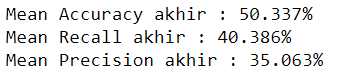 Mean Accuracy akhir : 50.337%
Mean Recall akhir : 40.386%
Mean Precision akhir : 35.063%